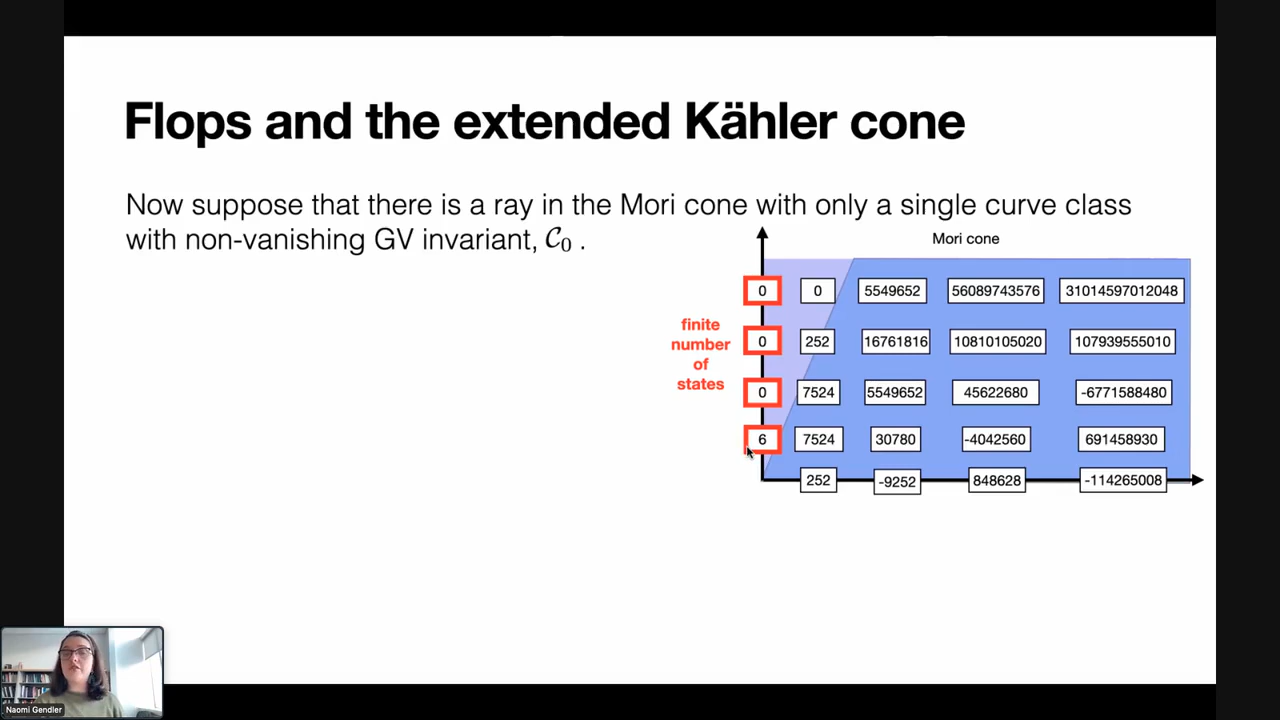 Flops and the extended Kähler cone
Now suppose that there is a ray in the Mori cone with only a single curve class
with non-vanishing GV invariant, 𝒞₀ .
Mori cone
finite
number
of
states
0 0 5549652 56089743576 31014597012048
0 252 16761816 10810105020 107939555010
0 7524 5549652 45622680 -6771588480
6 7524 30780 -4042560 691458930
252 -9252 848628 -114265008
Naomi Gendler